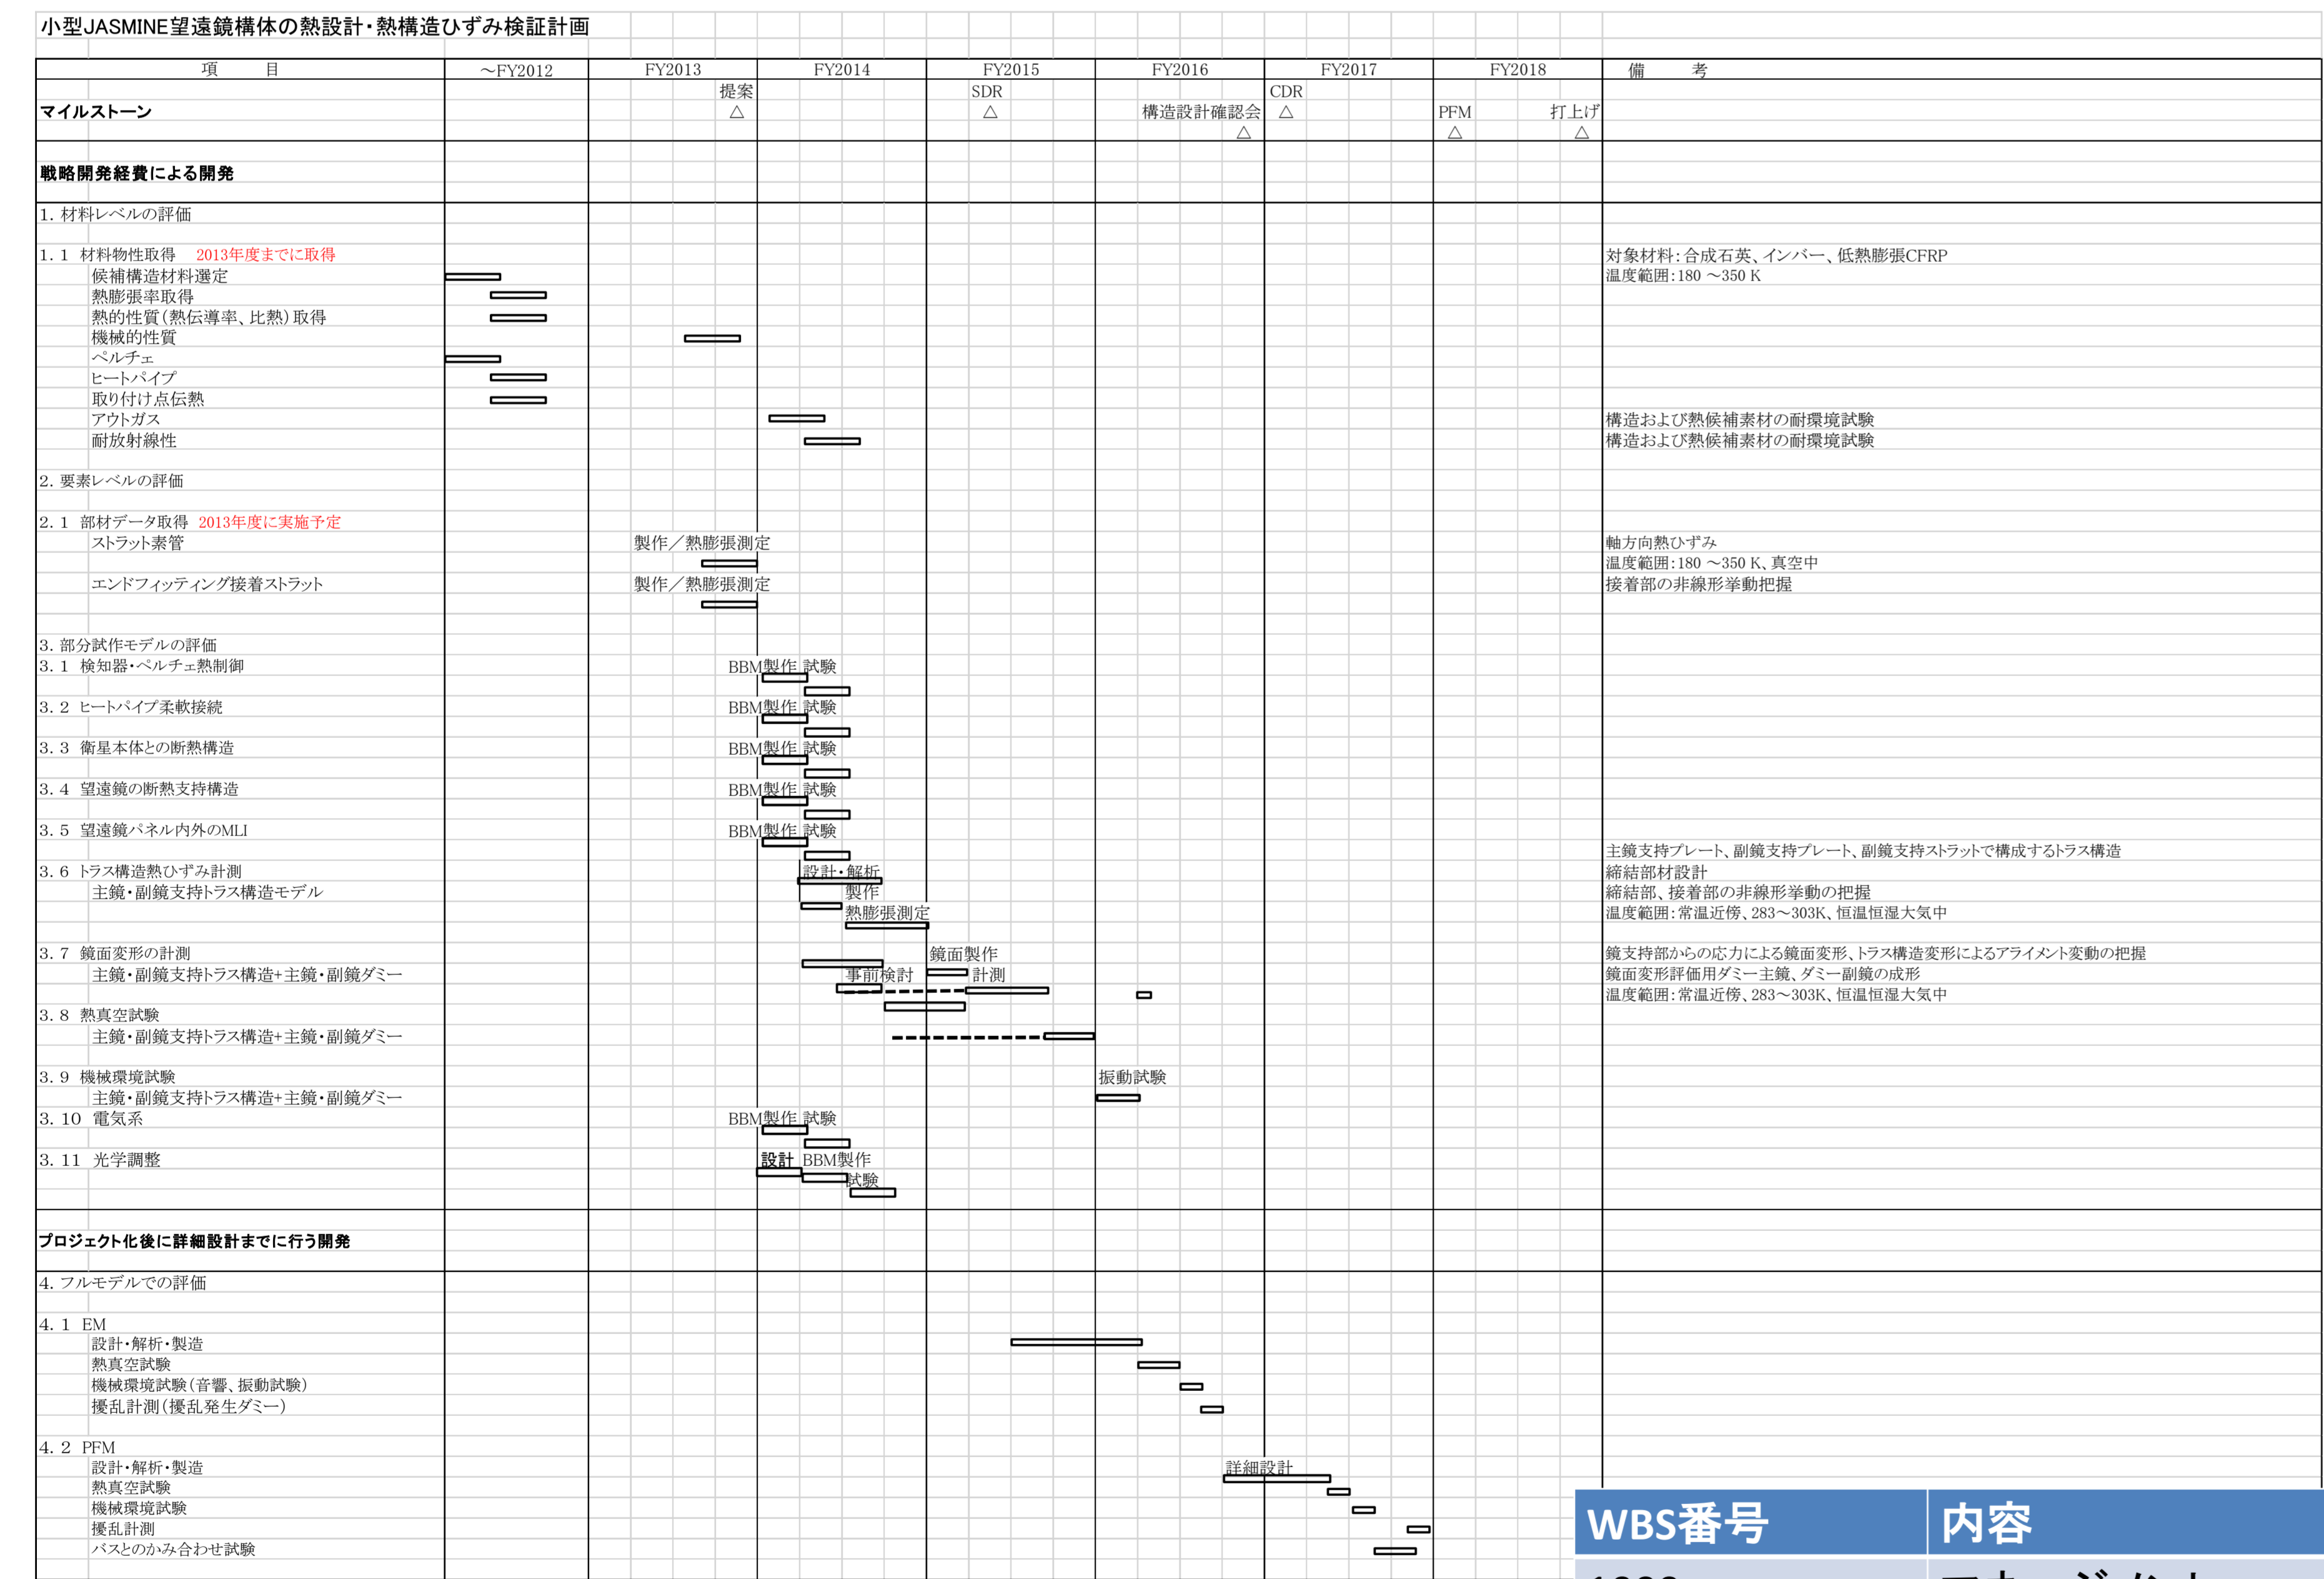 小型JASMINE望遠鏡構体の熱設計・熱構造ひずみ検証計画
項 目 ～FY2012 FY2013 FY2014 FY2015 FY2016 FY2017 FY2018 備 考
提案 SDR CDR
マイルストーン △ △ 構造設計確認会 △ PFM 打上げ
△ △ △
戦略開発経費による開発
1. 材料レベルの評価
1. 1 材料物性取得 2013年度までに取得 対象材料：合成石英、インバー、低熱膨張CFRP
候補構造材料選定 温度範囲：180 ～350 K
熱膨張率取得
熱的性質（熱伝導率、比熱）取得
機械的性質
ペルチェ
ヒートパイプ
取り付け点伝熱
アウトガス 構造および熱候補素材の耐環境試験
耐放射線性 構造および熱候補素材の耐環境試験
2. 要素レベルの評価
2. 1 部材データ取得 2013年度に実施予定
ストラット素管 製作／熱膨張測定 軸方向熱ひずみ
温度範囲：180 ～350 K、真空中
エンドフィッティング接着ストラット 製作／熱膨張測定 接着部の非線形挙動把握
3. 部分試作モデルの評価
3. 1 検知器・ペルチェ熱制御 BBM製作 試験
3. 2 ヒートパイプ柔軟接続 BBM製作 試験
3. 3 衛星本体との断熱構造 BBM製作 試験
3. 4 望遠鏡の断熱支持構造 BBM製作 試験
3. 5 望遠鏡パネル内外のMLI BBM製作 試験
主鏡支持プレート、副鏡支持プレート、副鏡支持ストラットで構成するトラス構造
3. 6 トラス構造熱ひずみ計測 設計・解析 締結部材設計
主鏡・副鏡支持トラス構造モデル 製作 締結部、接着部の非線形挙動の把握
熱膨張測定 温度範囲：常温近傍、283～303K、恒温恒湿大気中
3. 7 鏡面変形の計測 鏡面製作 鏡支持部からの応力による鏡面変形、トラス構造変形によるアライメント変動の把握
主鏡・副鏡支持トラス構造+主鏡・副鏡ダミー 事前検討 計測 鏡面変形評価用ダミー主鏡、ダミー副鏡の成形
温度範囲：常温近傍、283～303K、恒温恒湿大気中
3. 8 熱真空試験
主鏡・副鏡支持トラス構造+主鏡・副鏡ダミー
3. 9 機械環境試験 振動試験
主鏡・副鏡支持トラス構造+主鏡・副鏡ダミー
3. 10 電気系 BBM製作 試験
3. 11 光学調整 設計 BBM製作
試験
プロジェクト化後に詳細設計までに行う開発
4. フルモデルでの評価
4. 1 EM
設計・解析・製造
熱真空試験
機械環境試験（音響、振動試験）
擾乱計測（擾乱発生ダミー）
4. 2 PFM
設計・解析・製造 詳細設計
熱真空試験
機械環境試験
擾乱計測
バスとのかみ合わせ試験
WBS番号 内容